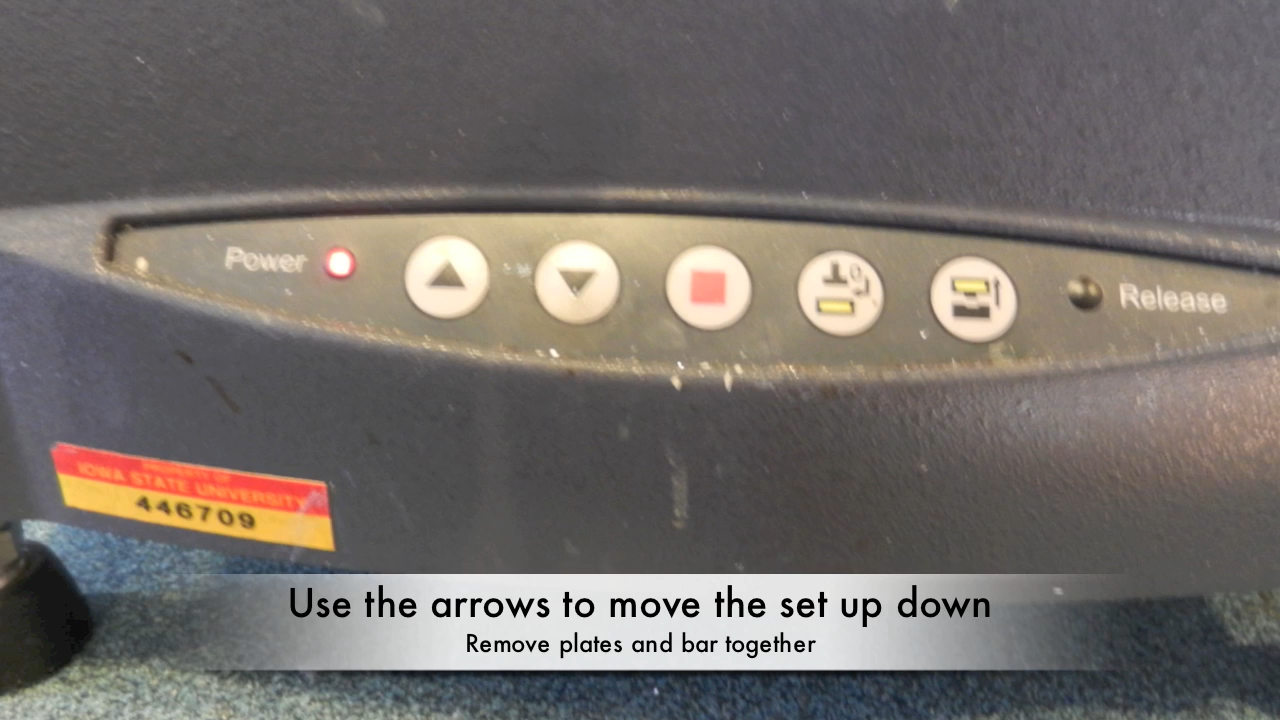 Power
Release
PROPERTY OF
IOWA STATE UNIVERSITY
446709
Use the arrows to move the set up down
Remove plates and bar together